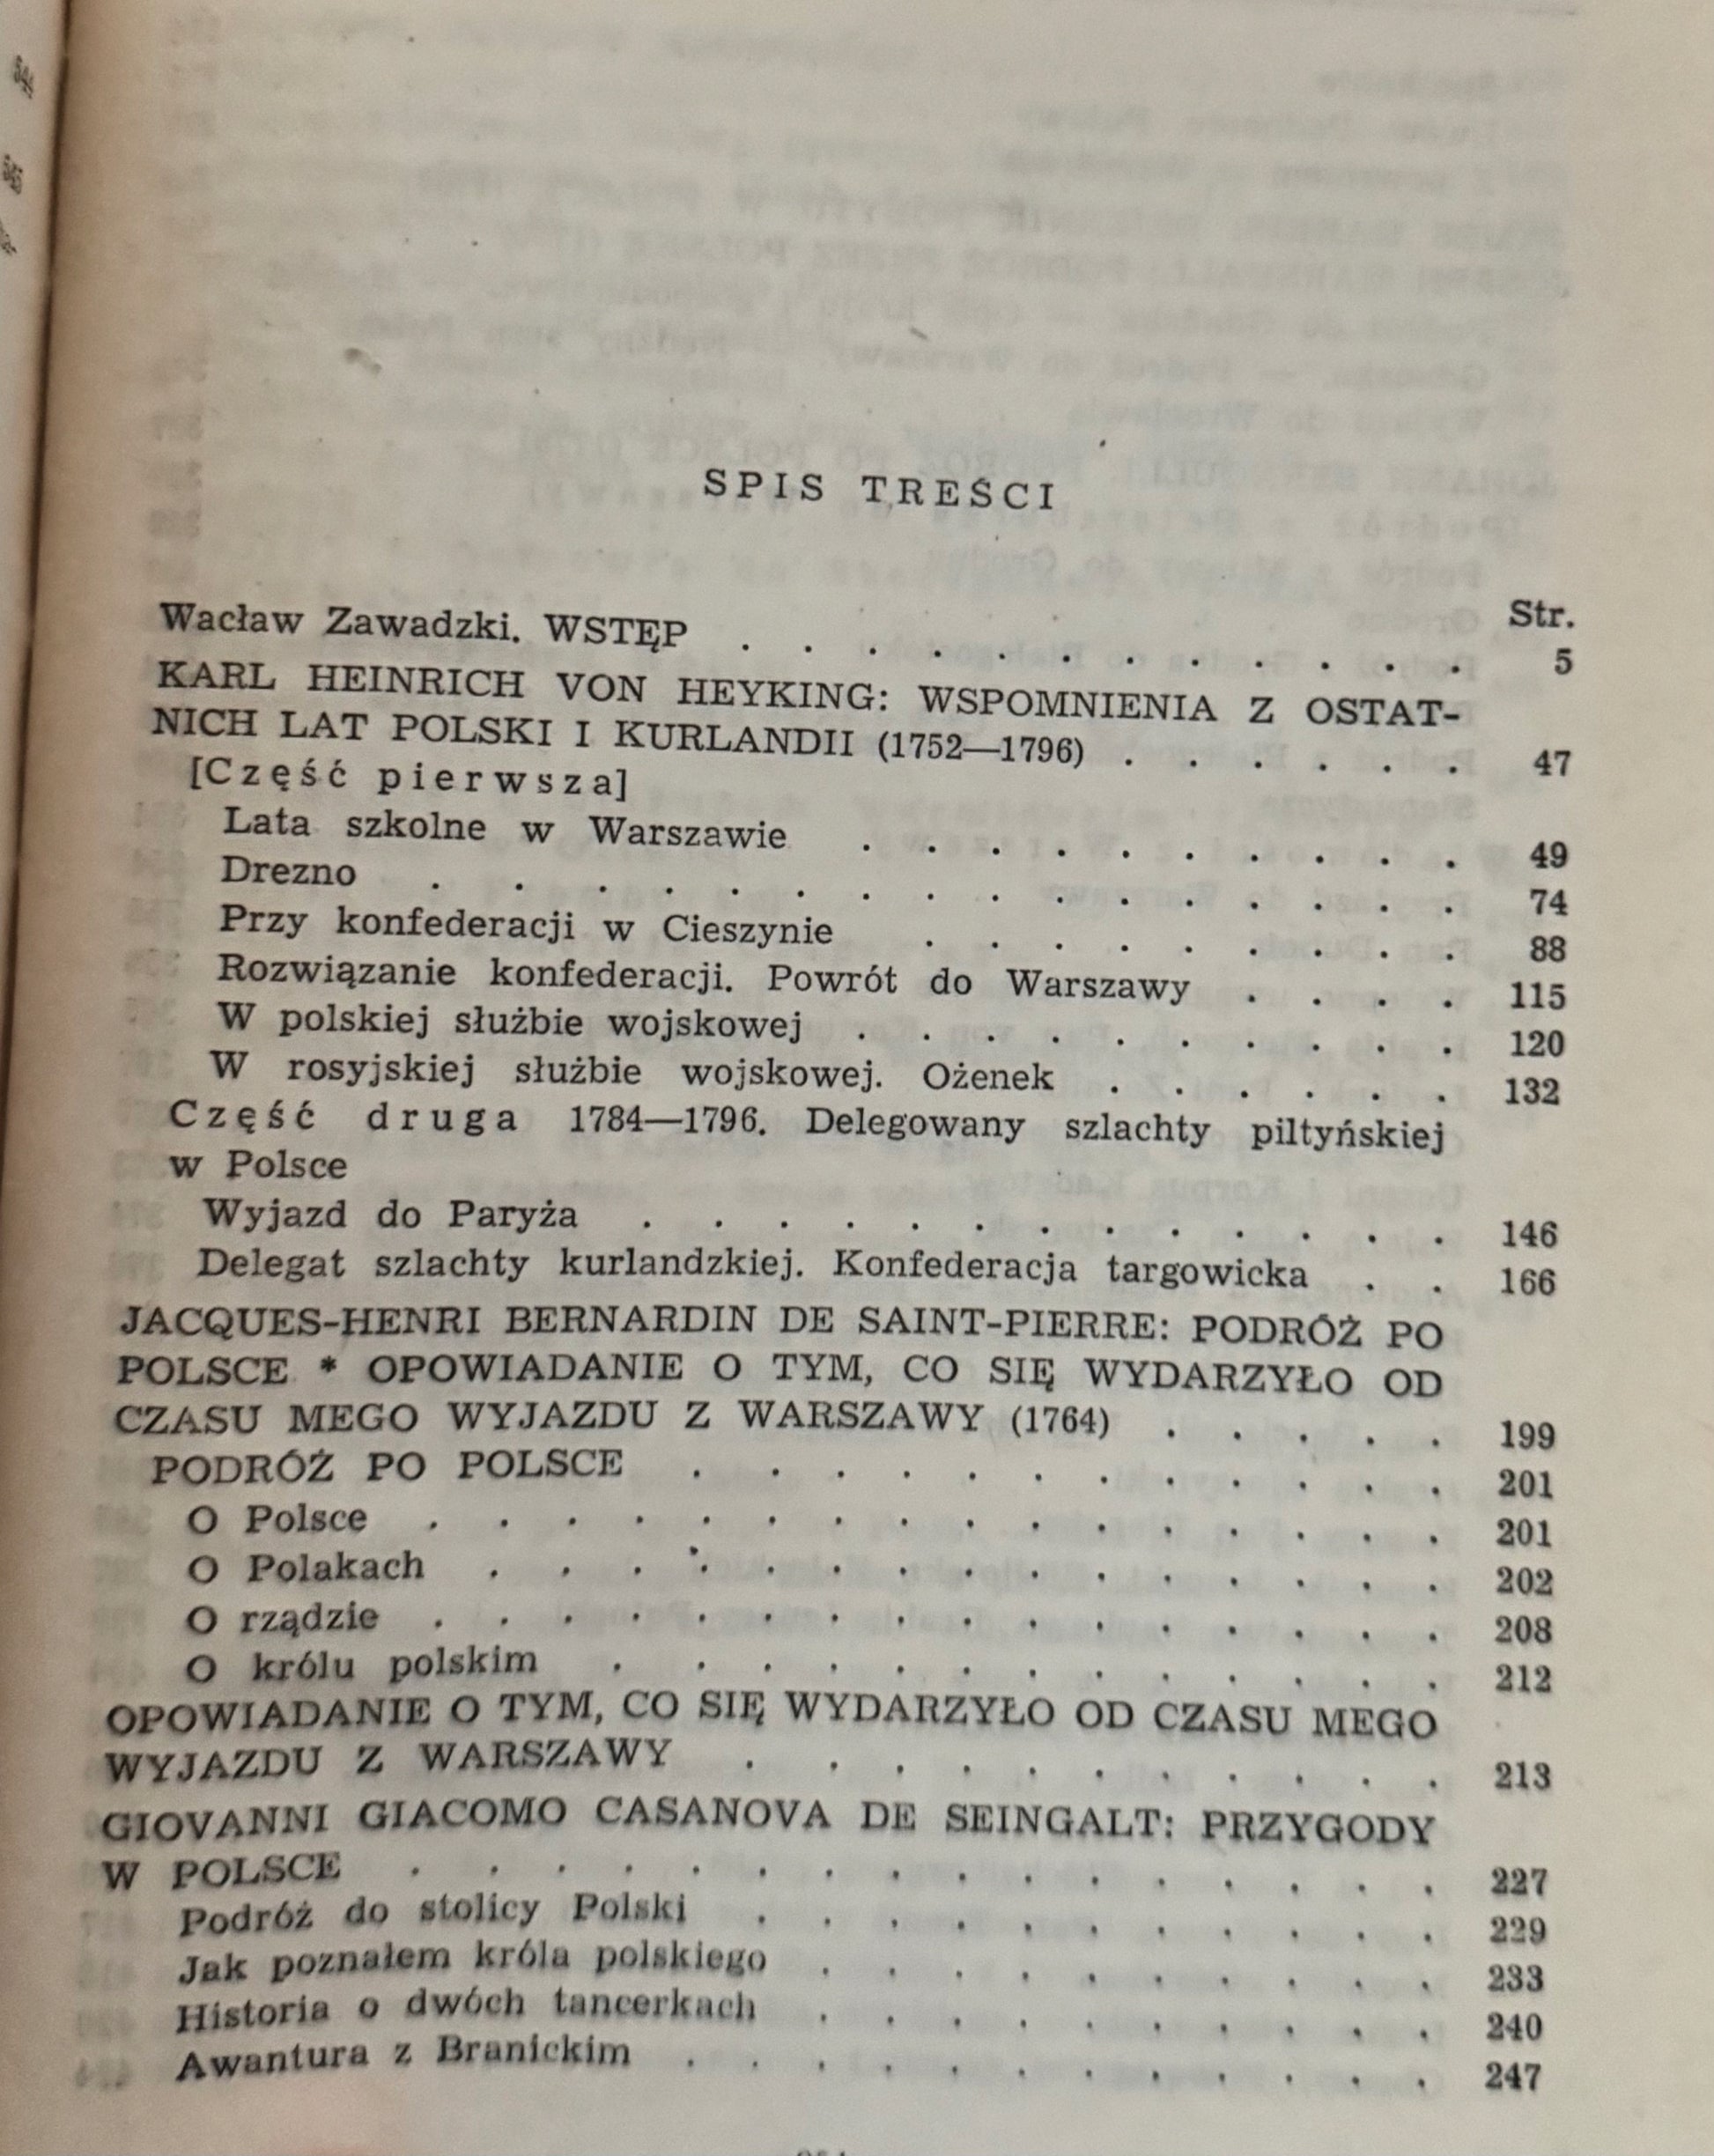 SPIS TREŚCI
Str.
Wacław Zawadzki. WSTĘP . . . . . . . . . . . . 5
KARL HEINRICH VON HEYKING: WSPOMNIENIA Z OSTAT-
NICH LAT POLSKI I KURLANDII (1752—1796) . . . . . . 47
[Część pierwsza]
Lata szkolne w Warszawie . . . . . . . . . . 49
Drezno . . . . . . . . . . . . . . . . 74
Przy konfederacji w Cieszynie . . . . . . . . . 88
Rozwiązanie konfederacji. Powrót do Warszawy . . . . 115
W polskiej służbie wojskowej . . . . . . . . . . 120
W rosyjskiej służbie wojskowej. Ożenek . . . . . . 132
Część druga 1784—1796. Delegowany szlachty piltyńskiej
w Polsce
Wyjazd do Paryża . . . . . . . . . . . . . 146
Delegat szlachty kurlandzkiej. Konfederacja targowicka . . 166
JACQUES-HENRI BERNARDIN DE SAINT-PIERRE: PODRÓŻ PO
POLSCE * OPOWIADANIE O TYM, CO SIĘ WYDARZYŁO OD
CZASU MEGO WYJAZDU Z WARSZAWY (1764) . . . . . 199
PODRÓŻ PO POLSCE . . . . . . . . . . . . 201
O Polsce . . . . . . . . . . . . . . . . 201
O Polakach . . . . . . . . . . . . . . . 202
O rządzie . . . . . . . . . . . . . . . . 208
O królu polskim . . . . . . . . . . . . . 212
OPOWIADANIE O TYM, CO SIĘ WYDARZYŁO OD CZASU MEGO
WYJAZDU Z WARSZAWY . . . . . . . . . . . 213
GIOVANNI GIACOMO CASANOVA DE SEINGALT: PRZYGODY
W POLSCE . . . . . . . . . . . . . . . . 227
Podróż do stolicy Polski . . . . . . . . . . . 229
Jak poznałem króla polskiego . . . . . . . . . . 233
Historia o dwóch tancerkach . . . . . . . . . . 240
Awantura z Branickim . . . . . . . . . . . . 247